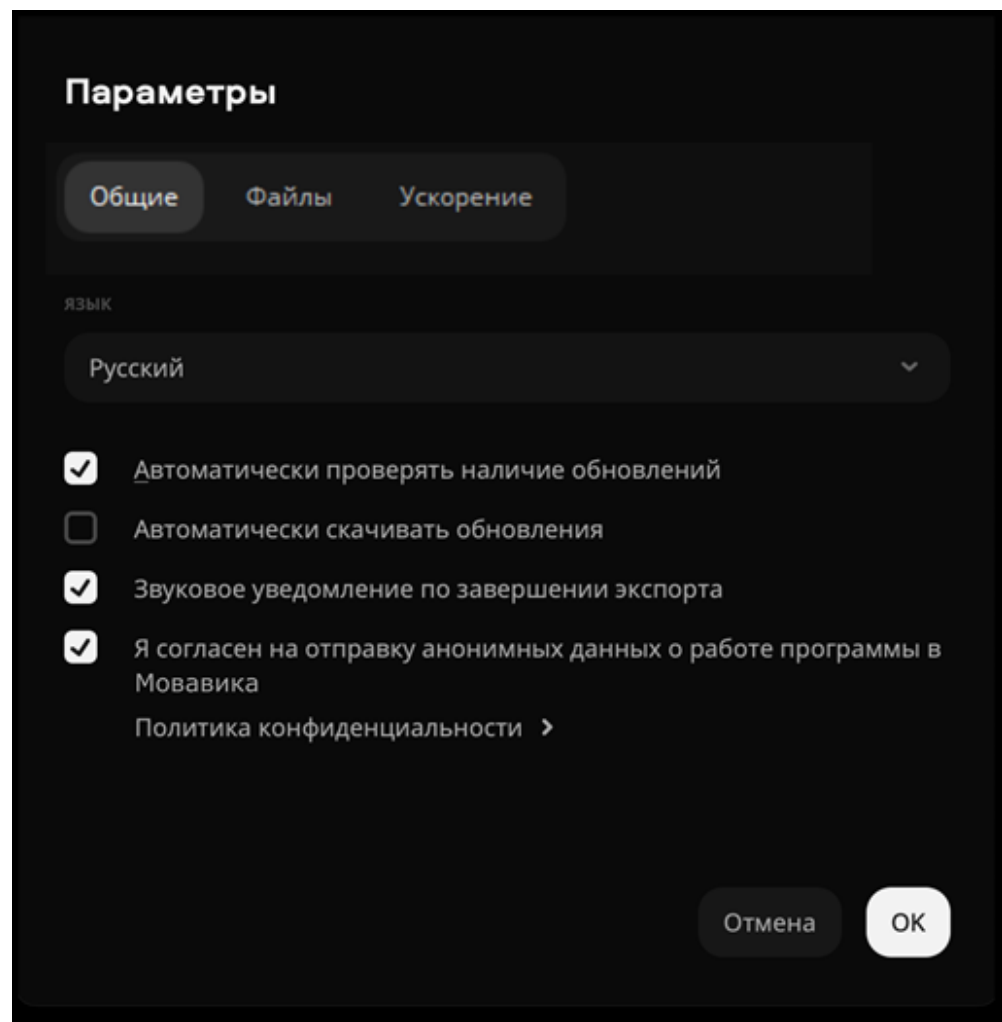 Параметры
Общие Файлы Ускорение
язык
Русский
Автоматически проверять наличие обновлений
Автоматически скачивать обновления
Звуковое уведомление по завершении экспорта
Я согласен на отправку анонимных данных о работе программы в
Мовавика
Политика конфиденциальности
Отмена OK